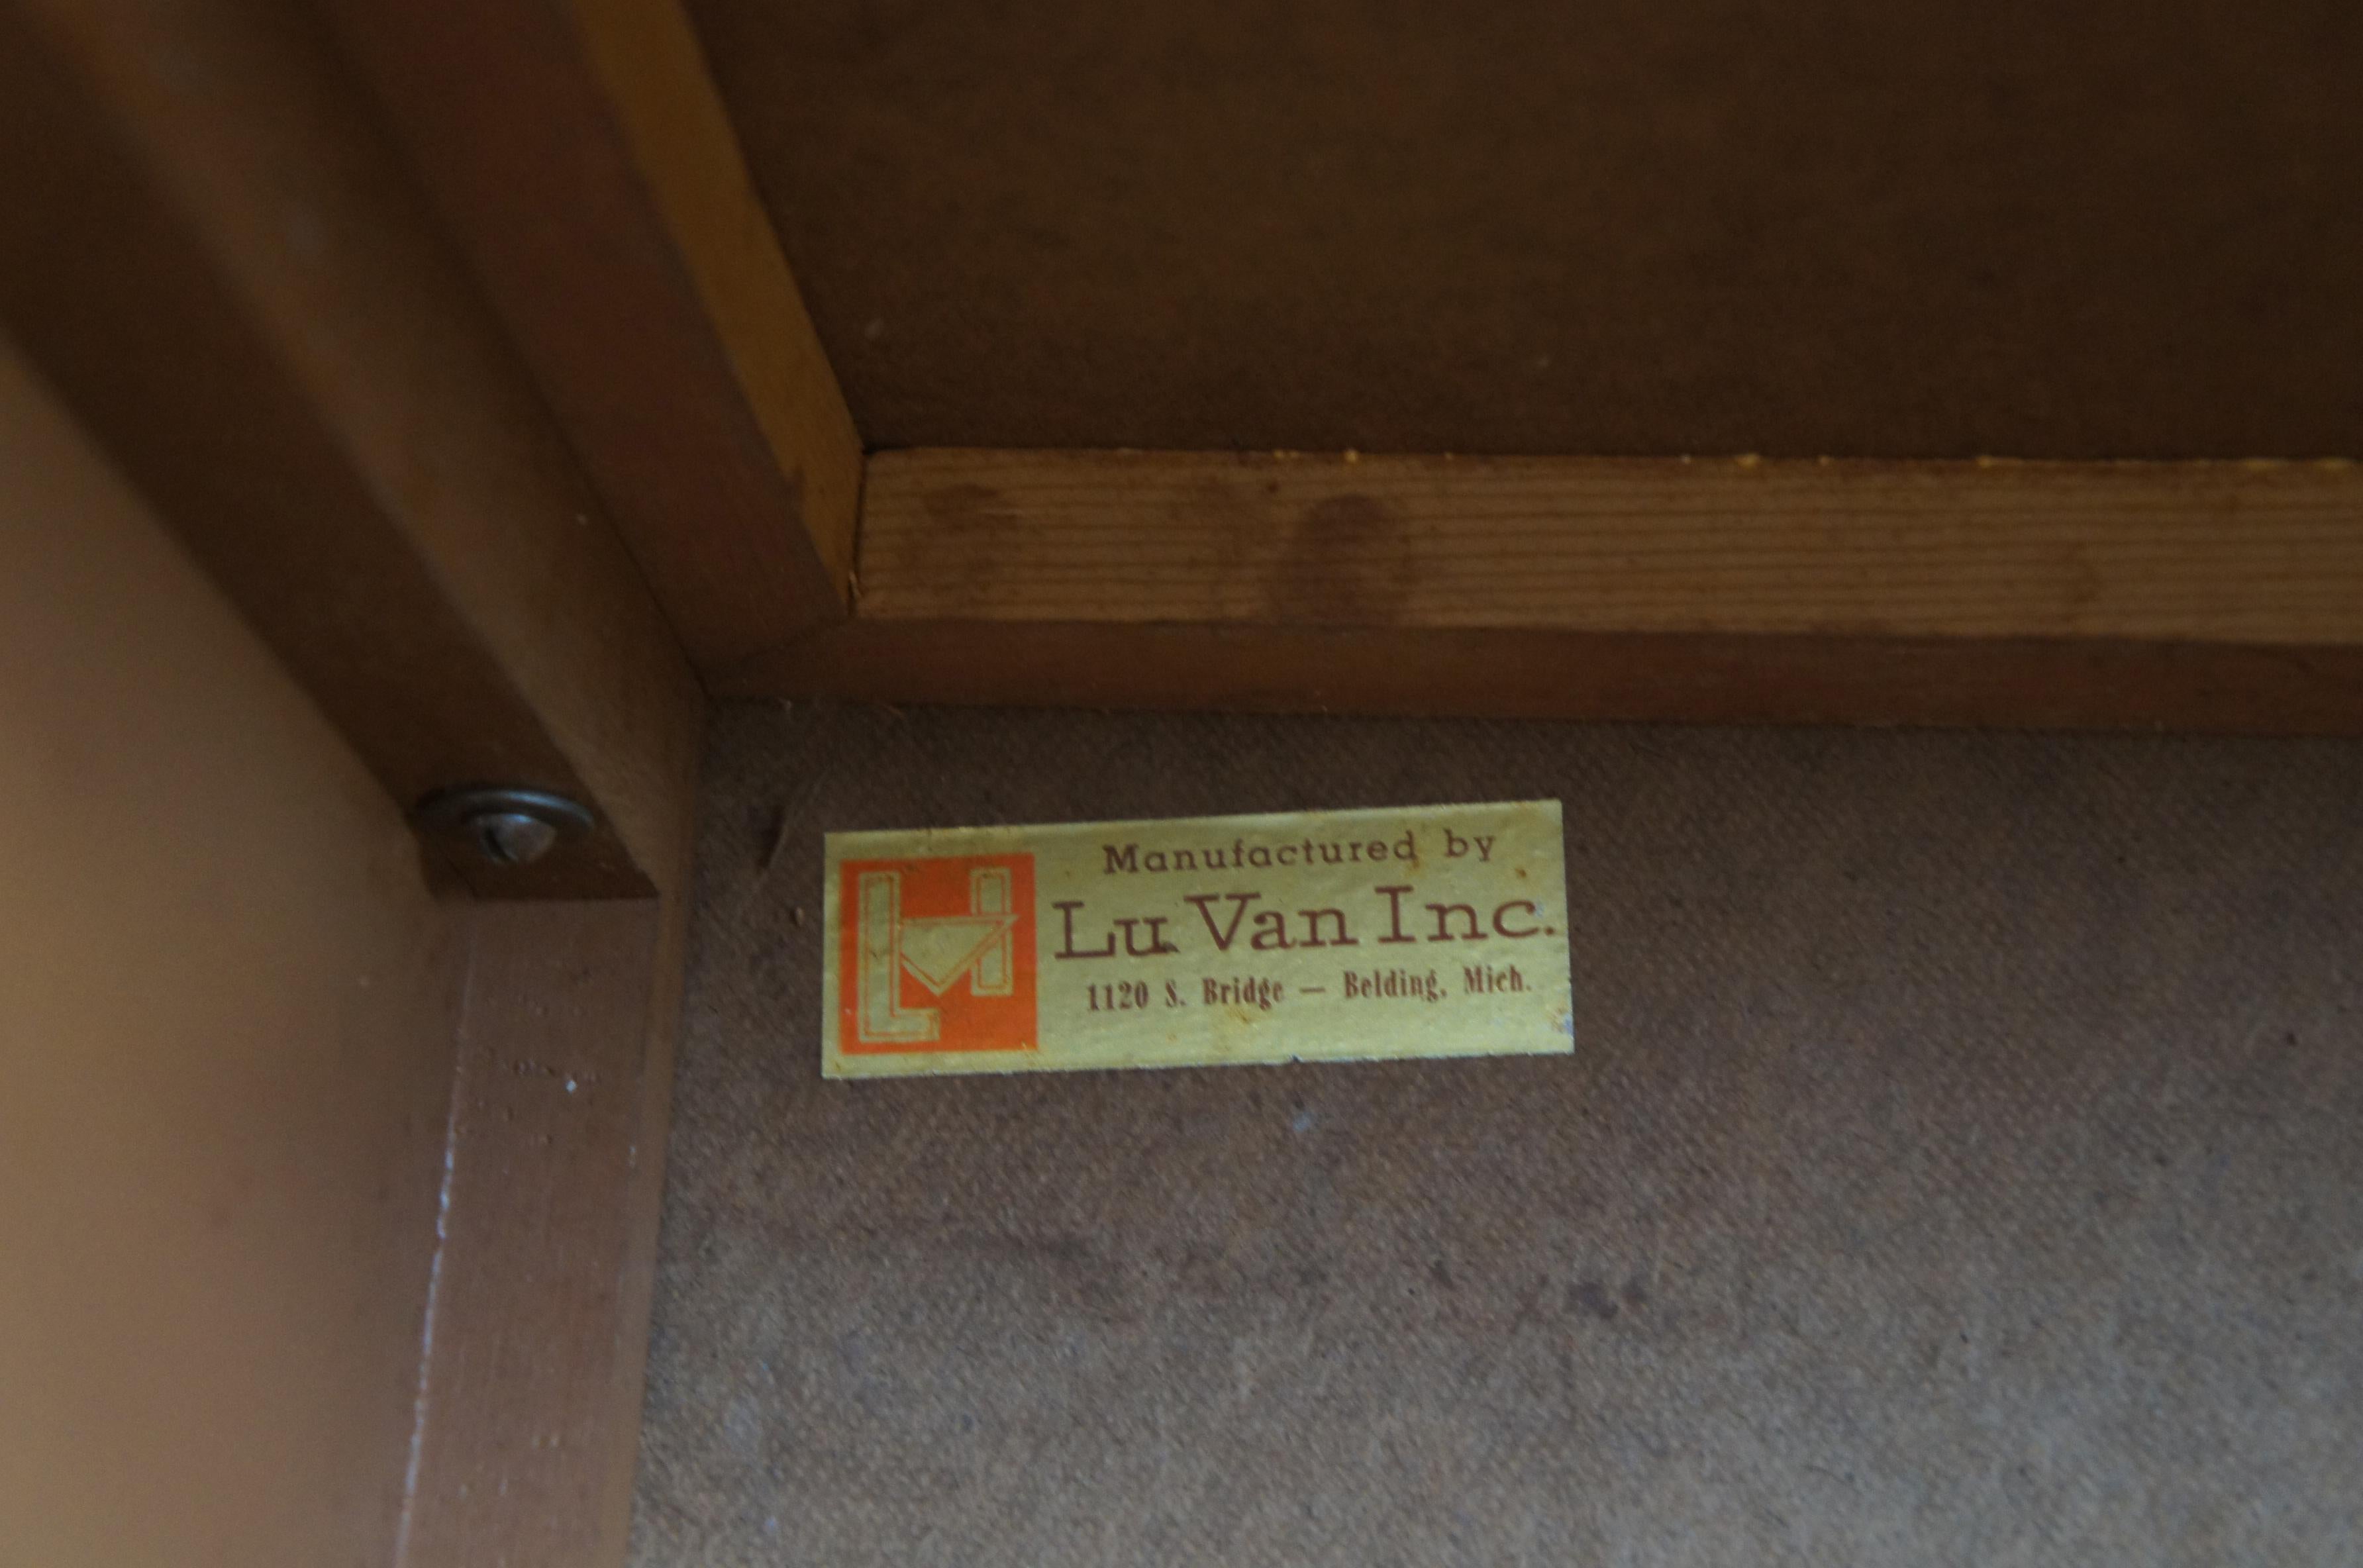 Manufactured by
Lu Van Inc.
1120 S. Bridge — Belding, Mich.